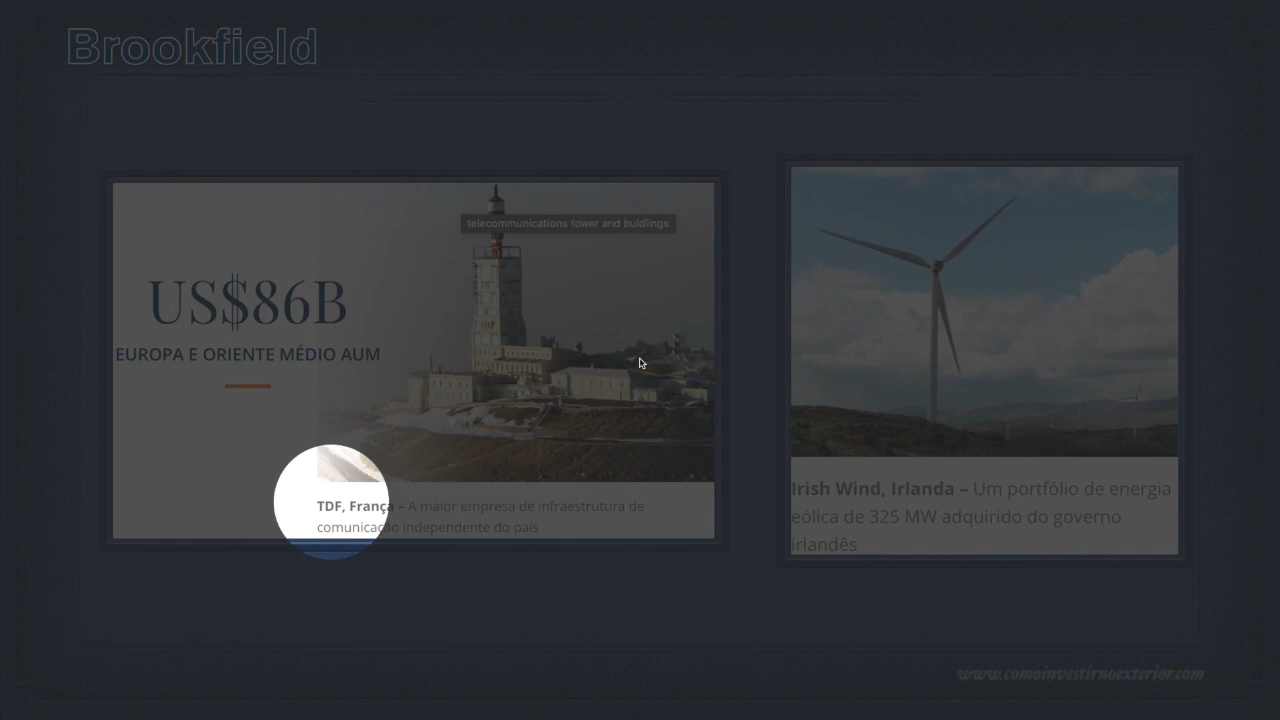 Brookfield
telecommunications tower and buidlings
US$86B
EUROPA E ORIENTE MÉDIO AUM
TDF, França – A maior empresa de infraestrutura de
comunicação independente do país
Irish Wind, Irlanda – Um portfólio de energia
eólica de 325 MW adquirido do governo
irlandês
www.comoinvestirnoexterior.com